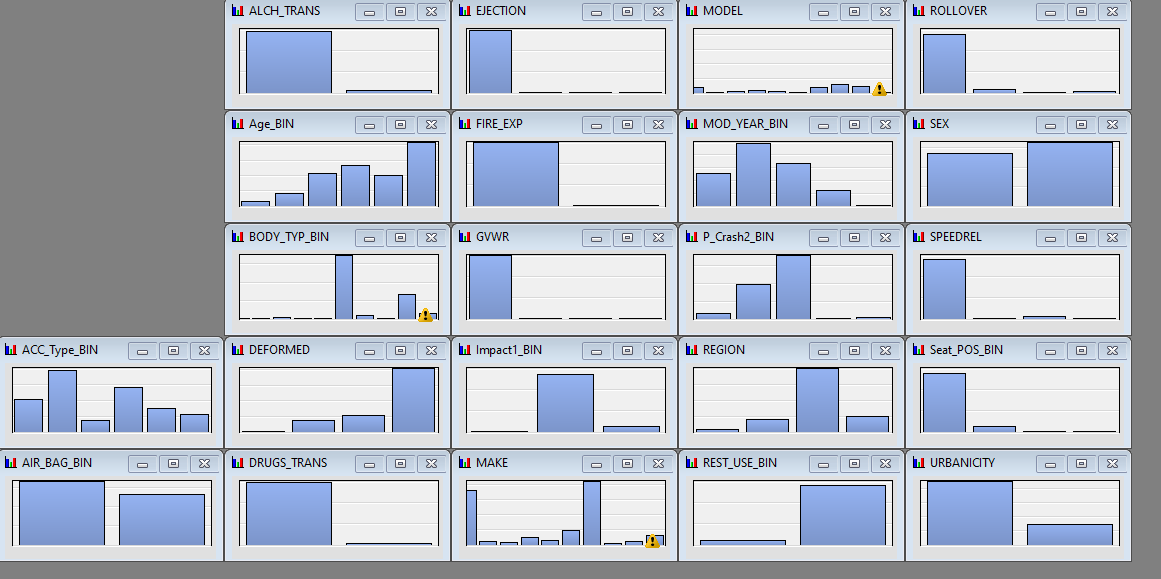 ALCH_TRANS
EJECTION
MODEL
ROLLOVER
Age_BIN
FIRE_EXP
MOD_YEAR_BIN
SEX
BODY_TYP_BIN
GVWR
P_Crash2_BIN
SPEEDREL
ACC_Type_BIN
DEFORMED
Impact1_BIN
REGION
Seat_POS_BIN
AIR_BAG_BIN
DRUGS_TRANS
MAKE
REST_USE_BIN
URBANICITY